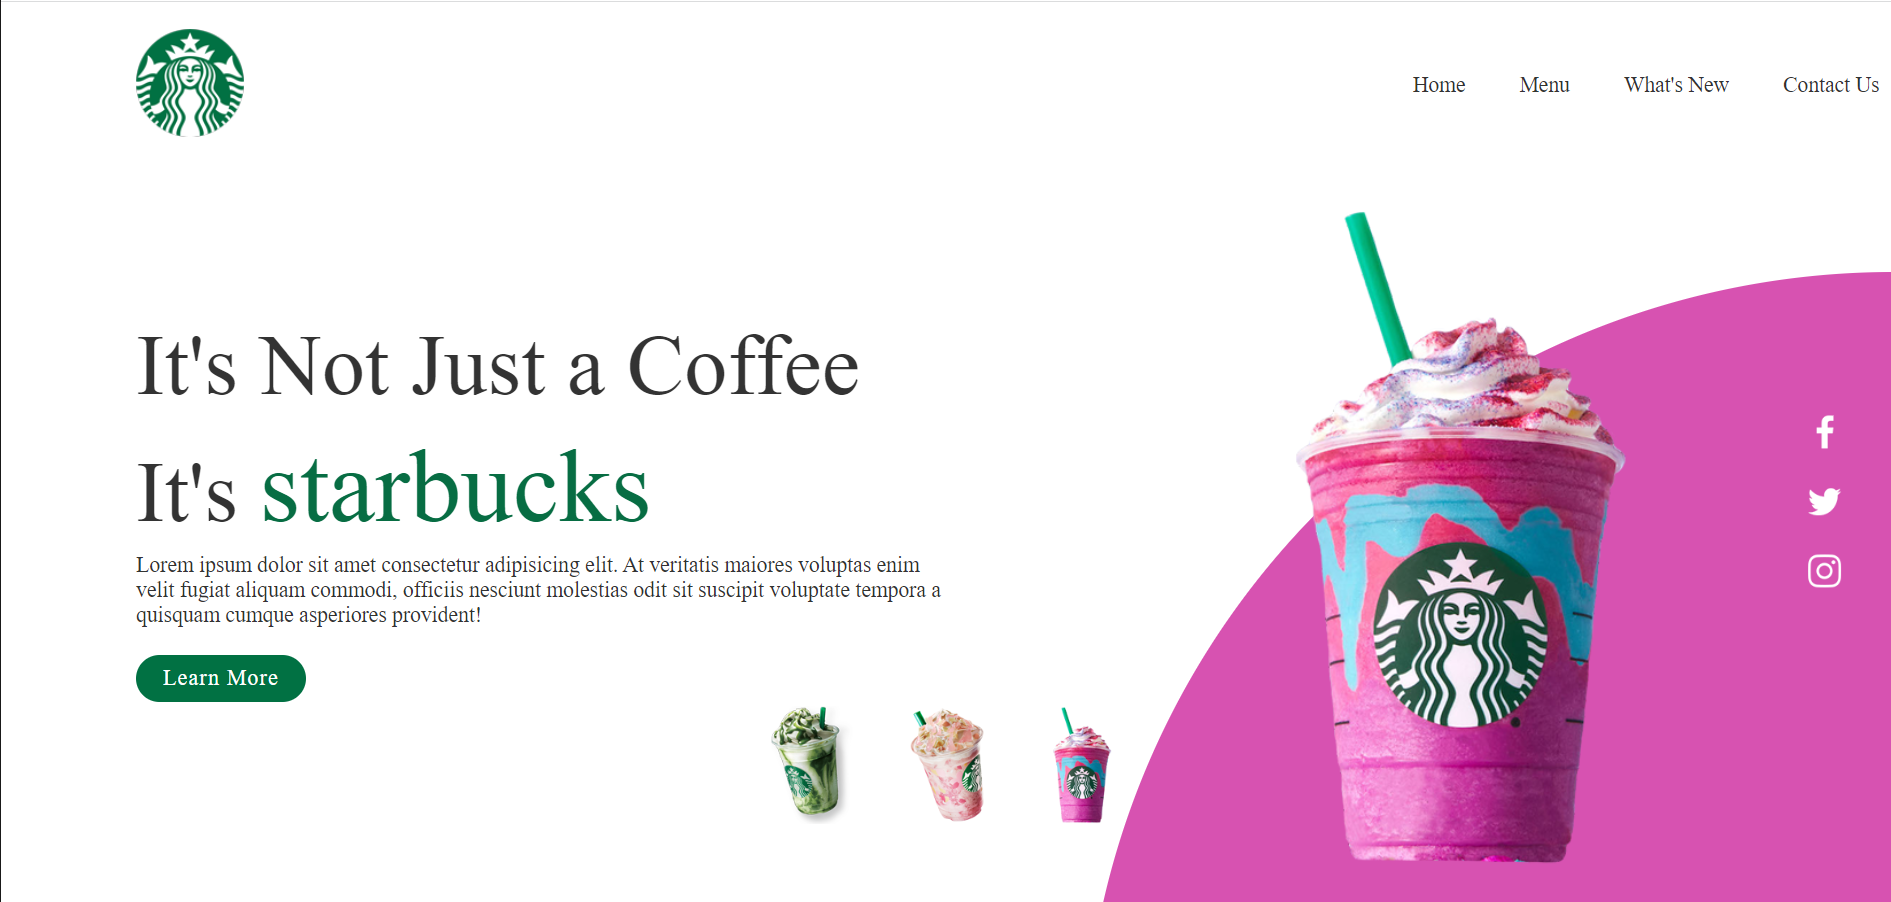 Home
Menu
What's New
Contact Us
It's Not Just a Coffee
It's starbucks
Lorem ipsum dolor sit amet consectetur adipisicing elit. At veritatis maiores voluptas enim
velit fugiat aliquam commodi, officiis nesciunt molestias odit sit suscipit voluptate tempora a
quisquam cumque asperiores provident!
Learn More